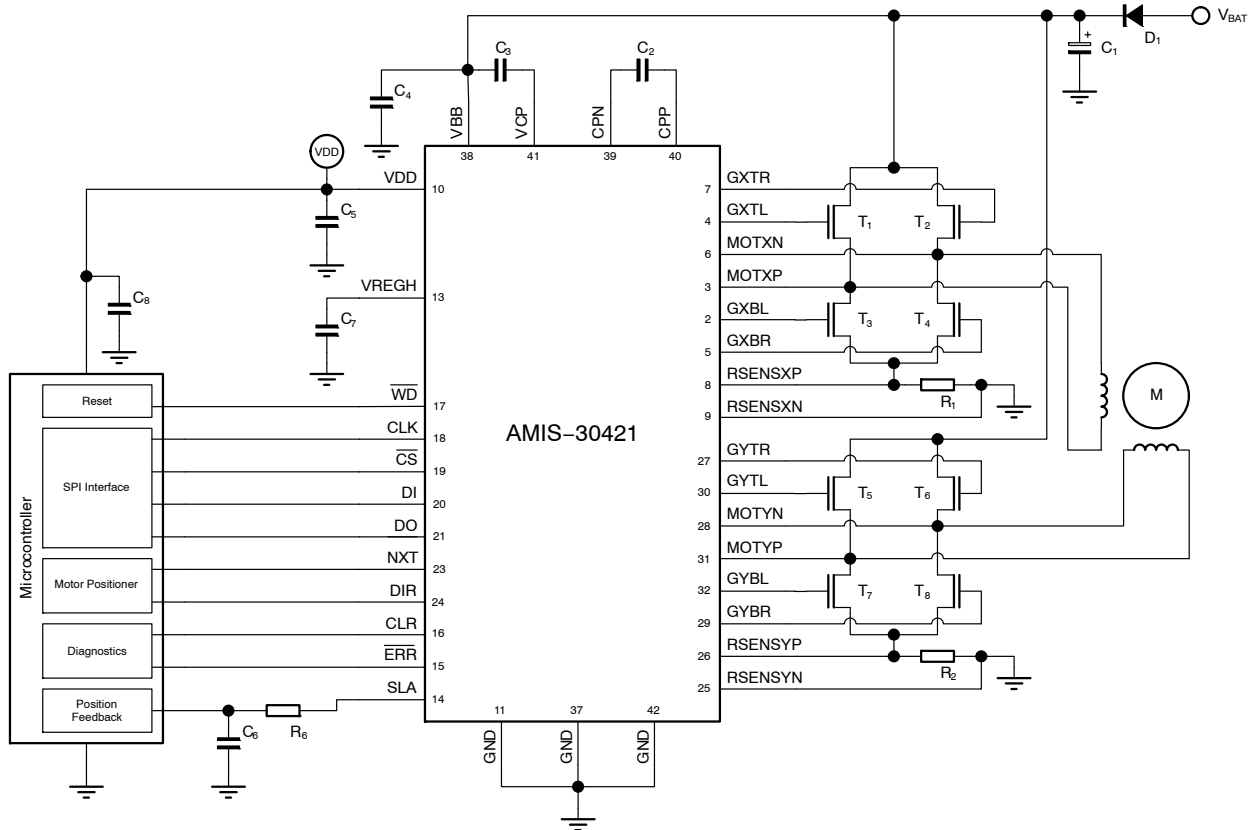 V_BAT
D₁
C₁
+
C₃
C₂
C₄
VBB
VCP
CPN
CPP
38
41
39
40
VDD
VDD
10
C₅
C₈
VREGH
13
C₇
AMIS−30421
Microcontroller
Reset
SPI Interface
Motor Positioner
Diagnostics
Position
Feedback
WD
17
CLK
18
CS
19
DI
20
DO
21
NXT
23
DIR
24
CLR
16
ERR
15
SLA
14
C₆
R₆
11
37
42
GND
GND
GND
7
GXTR
4
GXTL
T₁
T₂
6
MOTXN
3
MOTXP
2
GXBL
T₃
T₄
5
GXBR
8
RSENSXP
R₁
9
RSENSXN
M
27
GYTR
30
GYTL
T₅
T₆
28
MOTYN
31
MOTYP
32
GYBL
T₇
T₈
29
GYBR
26
RSENSYP
R₂
25
RSENSYN